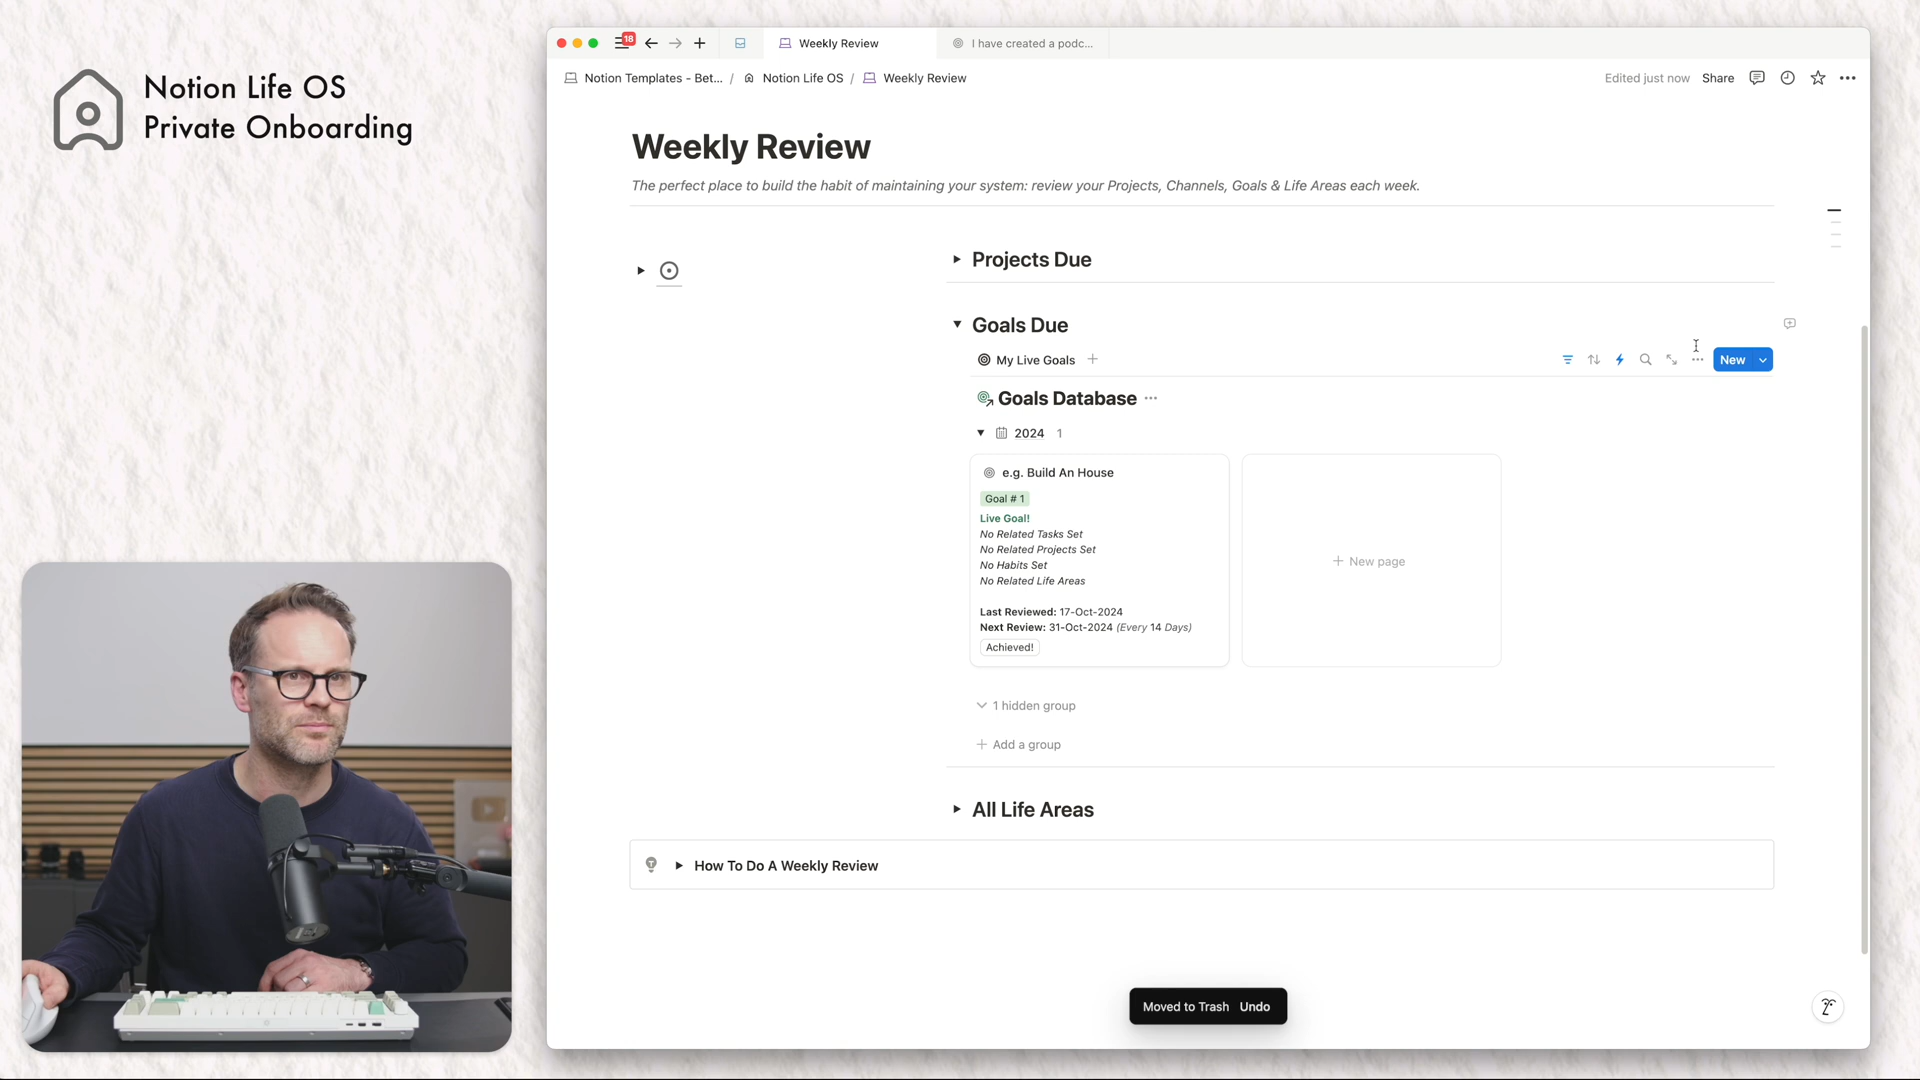 Notion Life OS
Private Onboarding
18
Weekly Review
I have created a podc...
Notion Templates - Bet... / Notion Life OS / Weekly Review
Edited just now Share
Weekly Review
The perfect place to build the habit of maintaining your system: review your Projects, Channels, Goals & Life Areas each week.
Projects Due
Goals Due
My Live Goals
New
Goals Database
2024 1
e.g. Build An House
Goal # 1
Live Goal!
No Related Tasks Set
No Related Projects Set
No Habits Set
No Related Life Areas
Last Reviewed: 17-Oct-2024
Next Review: 31-Oct-2024 (Every 14 Days)
Achieved!
New page
1 hidden group
Add a group
All Life Areas
How To Do A Weekly Review
Moved to Trash Undo